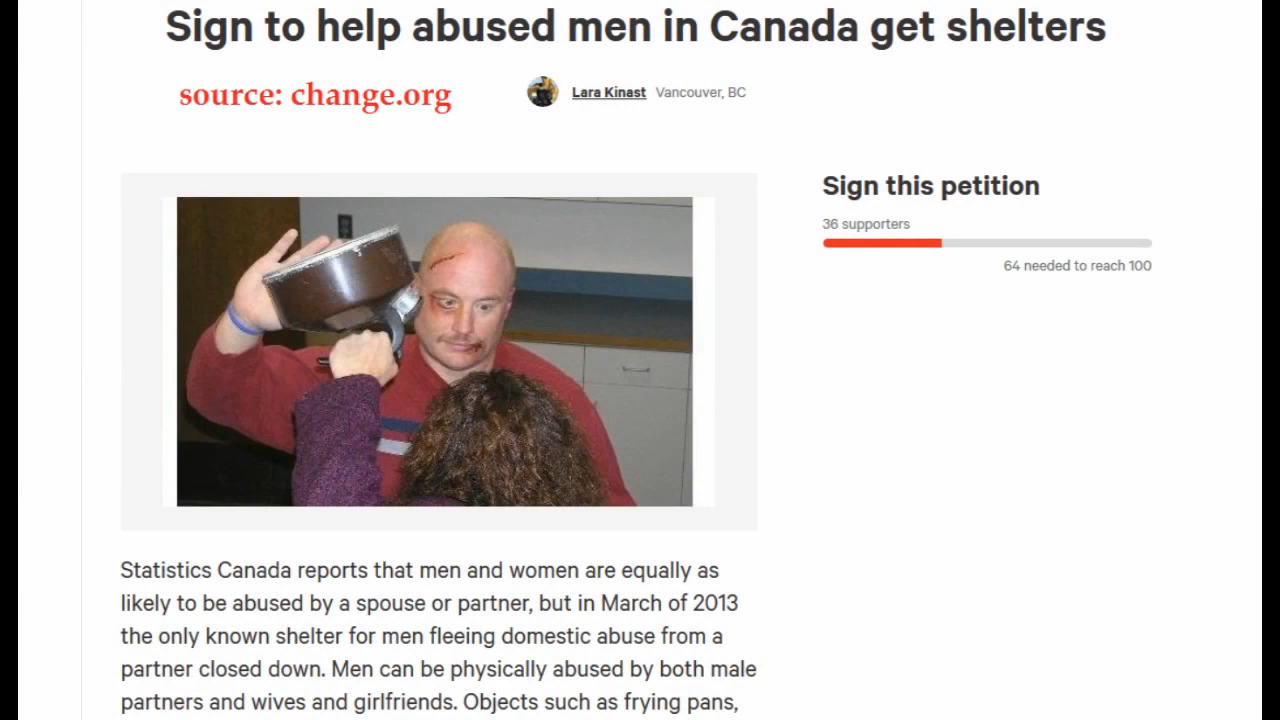 Sign to help abused men in Canada get shelters
source: change.org
Lara Kinast Vancouver, BC
Sign this petition
36 supporters
64 needed to reach 100
Statistics Canada reports that men and women are equally as
likely to be abused by a spouse or partner, but in March of 2013
the only known shelter for men fleeing domestic abuse from a
partner closed down. Men can be physically abused by both male
partners and wives and girlfriends. Objects such as frying pans,